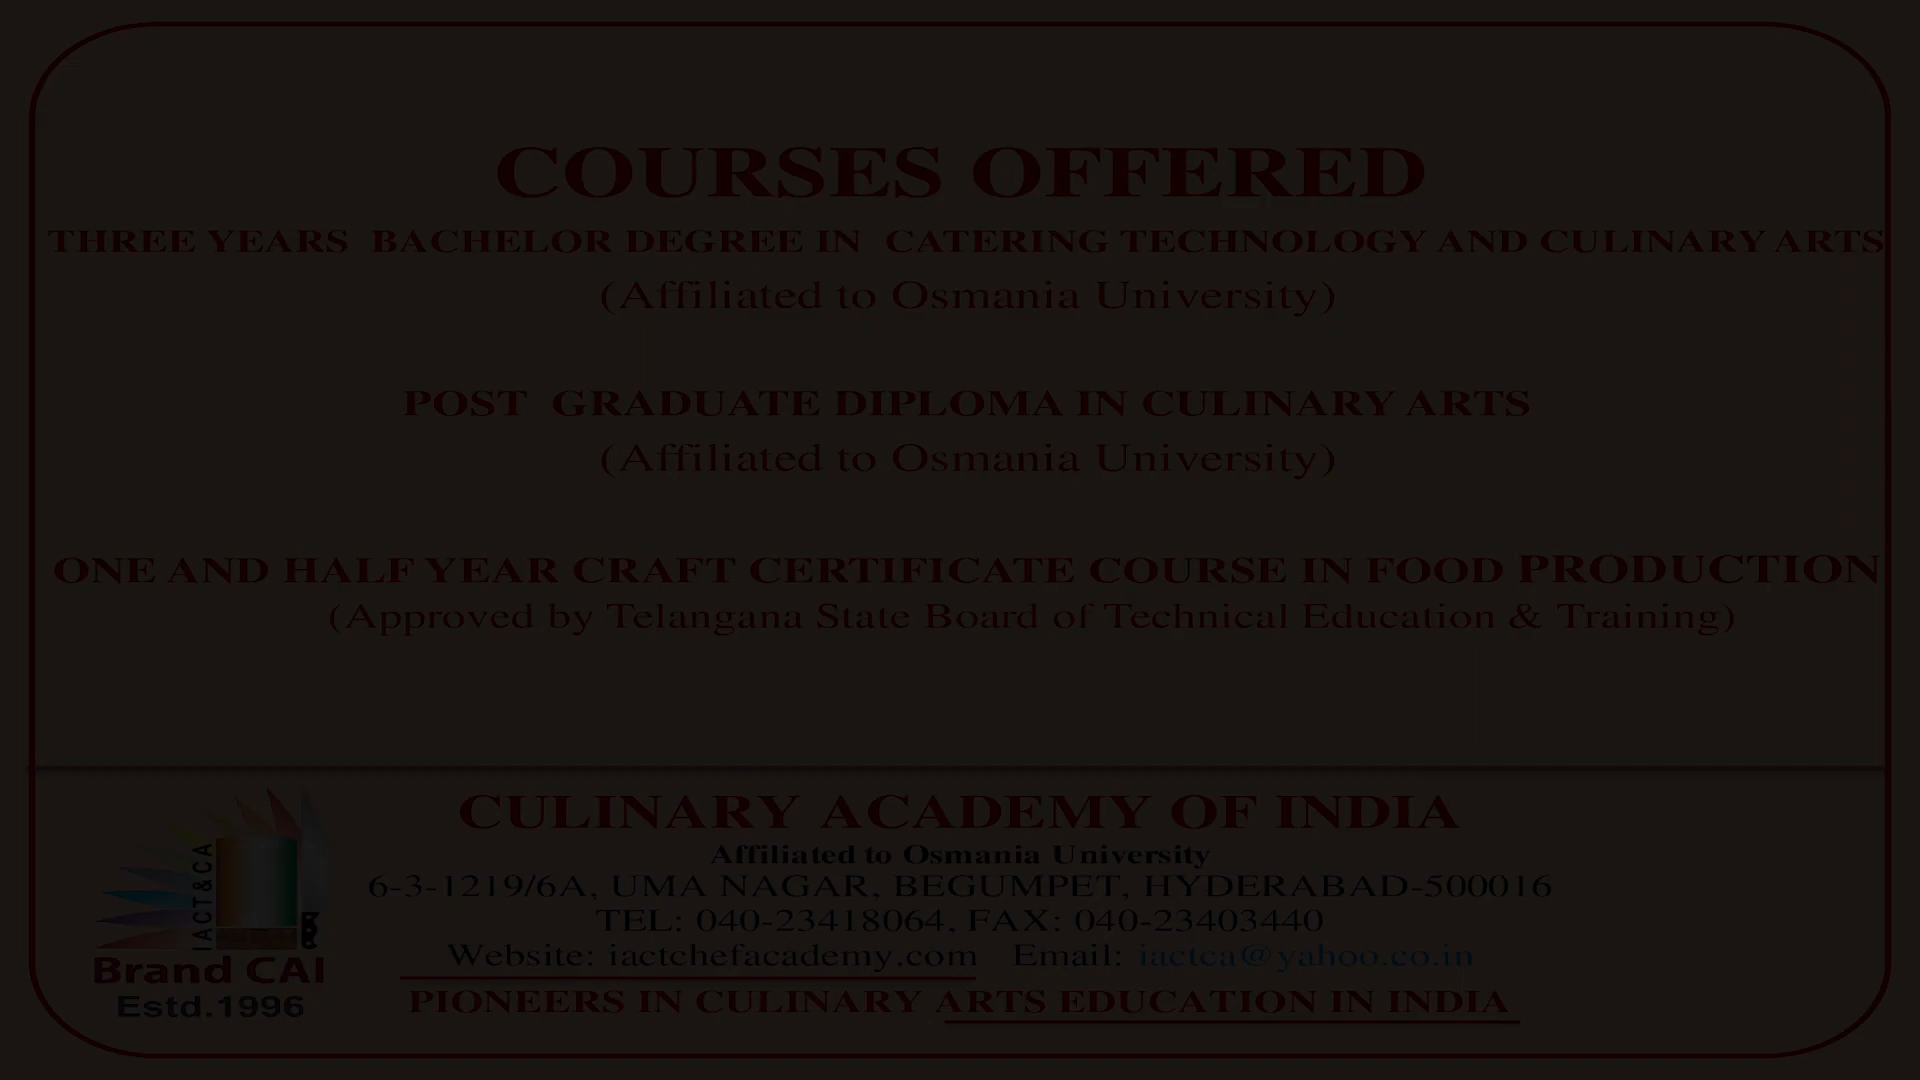 COURSES OFFERED
THREE YEARS BACHELOR DEGREE IN CATERING TECHNOLOGY AND CULINARY ARTS
(Affiliated to Osmania University)
POST GRADUATE DIPLOMA IN CULINARY ARTS
(Affiliated to Osmania University)
ONE AND HALF YEAR CRAFT CERTIFICATE COURSE IN FOOD PRODUCTION
(Approved by Telangana State Board of Technical Education & Training)
IACT&CA
Brand CAI
Estd.1996
CULINARY ACADEMY OF INDIA
Affiliated to Osmania University
6-3-1219/6A, UMA NAGAR, BEGUMPET, HYDERABAD-500016
TEL: 040-23418064, FAX: 040-23403440
Website: iactchefacademy.com Email: iactca@yahoo.co.in
PIONEERS IN CULINARY ARTS EDUCATION IN INDIA